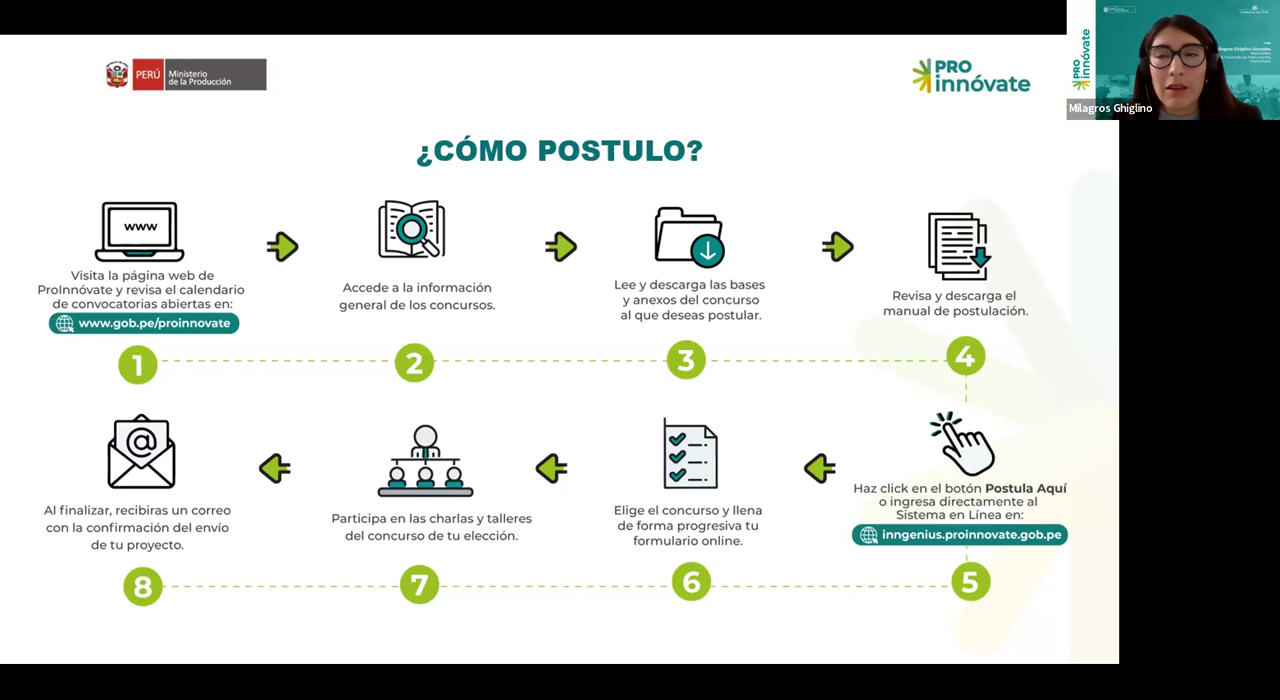 PERÚ
Ministerio
de la Producción
PRO
innóvate
PRO
innóvate
Milagros Ghiglino
¿CÓMO POSTULO?
www
Visita la página web de
ProInnóvate y revisa el calendario
de convocatorias abiertas en:
www.gob.pe/proinnovate
Accede a la información
general de los concursos.
Lee y descarga las bases
y anexos del concurso
al que deseas postular.
Revisa y descarga el
manual de postulación.
1
2
3
4
@
Al finalizar, recibiras un correo
con la confirmación del envío
de tu proyecto.
Participa en las charlas y talleres
del concurso de tu elección.
Elige el concurso y llena
de forma progresiva tu
formulario online.
Haz click en el botón Postula Aquí
o ingresa directamente al
Sistema en Línea en:
inngenius.proinnovate.gob.pe
8
7
6
5